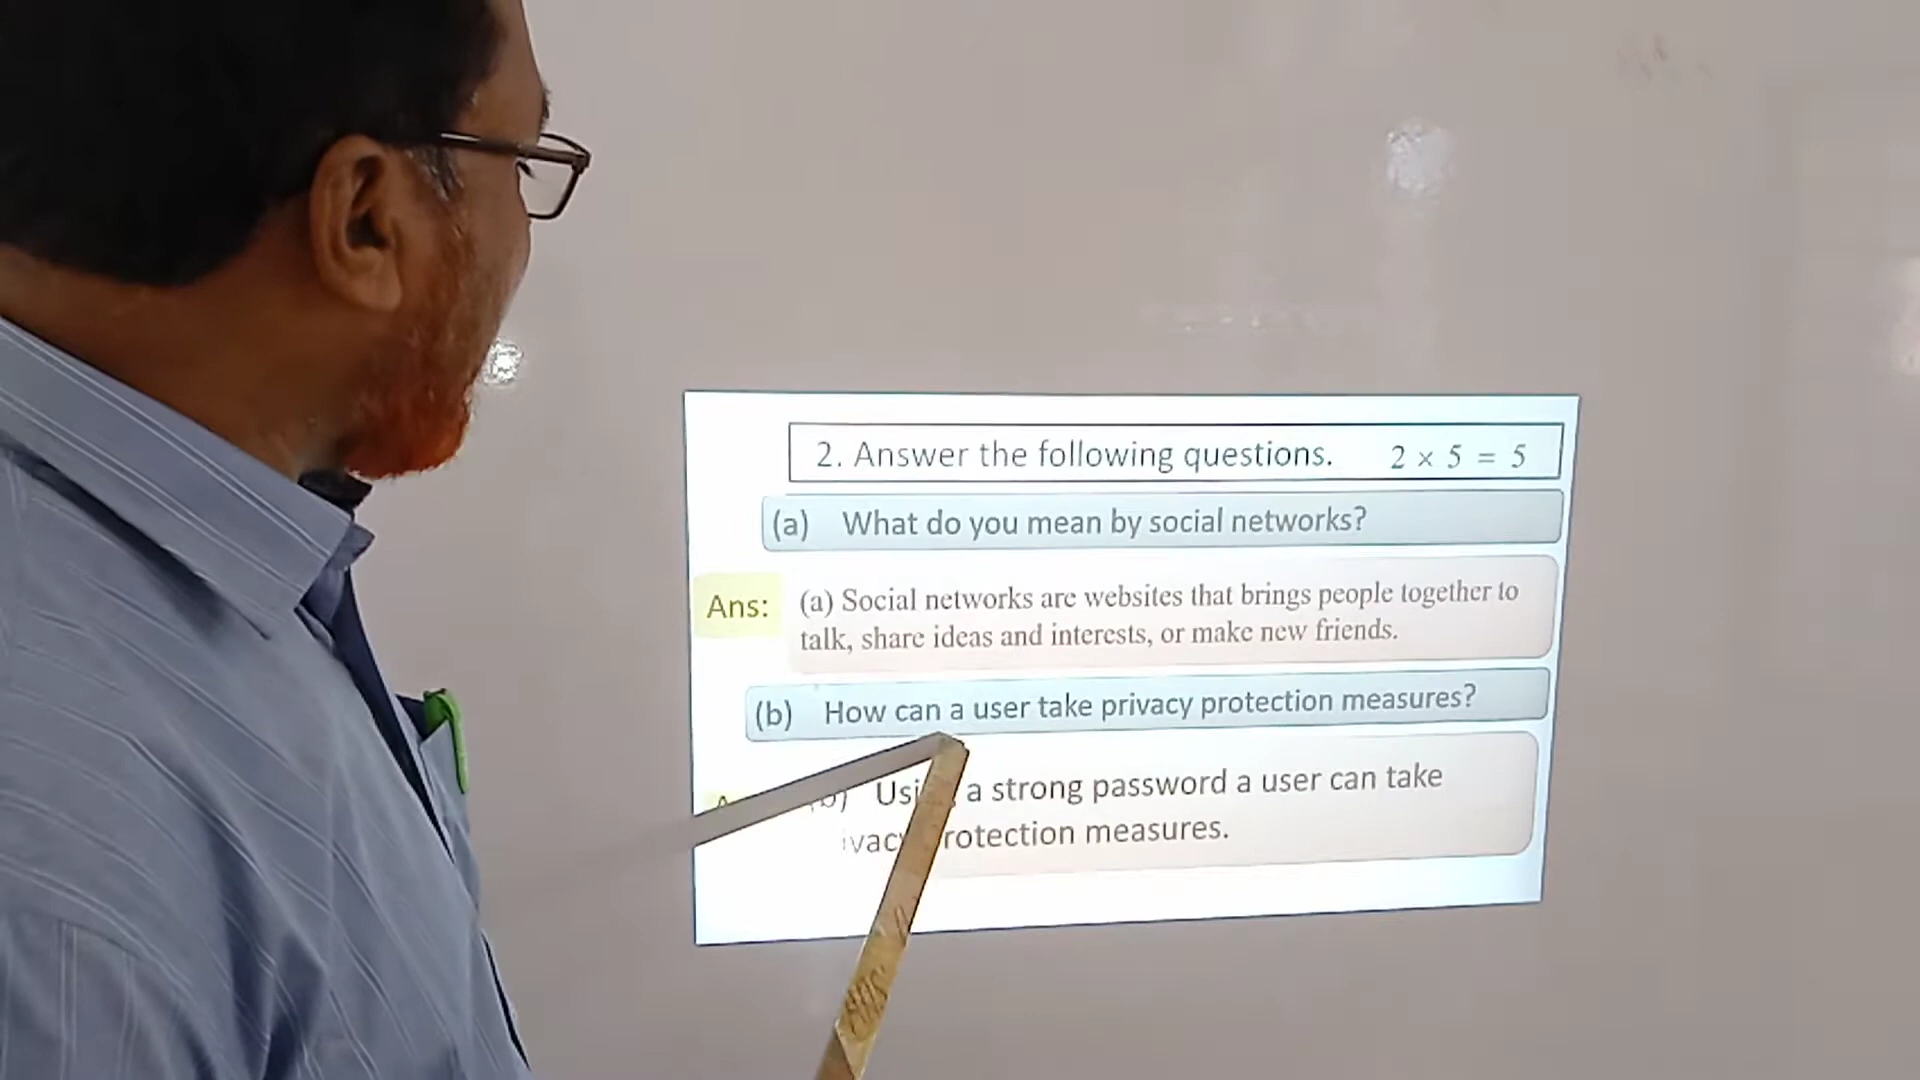 2. Answer the following questions. 2 × 5 = 5
(a) What do you mean by social networks?
Ans: (a) Social networks are websites that brings people together to
talk, share ideas and interests, or make new friends.
(b) How can a user take privacy protection measures?
a strong password a user can take
measures.